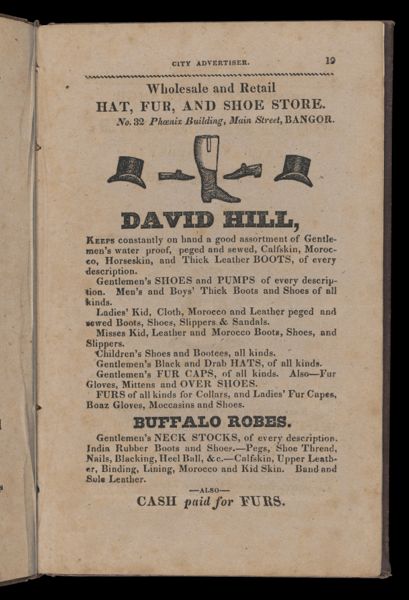 CITY ADVERTISER. 19
Wholesale and Retail
HAT, FUR, AND SHOE STORE.
No. 32 Phœnix Building, Main Street, BANGOR.
DAVID HILL,
KEEPS constantly on hand a good assortment of Gentle-
men's water proof, peged and sewed, Calfskin, Moroc-
co, Horseskin, and Thick Leather BOOTS, of every
description.
Gentlemen's SHOES and PUMPS of every descrip-
tion. Men's and Boys' Thick Boots and Shoes of all
kinds.
Ladies' Kid, Cloth, Morocco and Leather peged and
sewed Boots, Shoes, Slippers & Sandals.
Misses Kid, Leather and Morocco Boots, Shoes, and
Slippers.
Children's Shoes and Bootees, all kinds.
Gentlemen's Black and Drab HATS, of all kinds.
Gentlemen's FUR CAPS, of all kinds. Also—Fur
Gloves, Mittens and OVER SHOES.
FURS of all kinds for Collars, and Ladies' Fur Capes,
Boaz Gloves, Moccasins and Shoes.
BUFFALO ROBES.
Gentlemen's NECK STOCKS, of every description.
India Rubber Boots and Shoes.—Pegs, Shoe Thread,
Nails, Blacking, Heel Ball, &c.—Calfskin, Upper Leath-
er, Binding, Lining, Morocco and Kid Skin. Band and
Sole Leather.
—ALSO—
CASH paid for FURS.